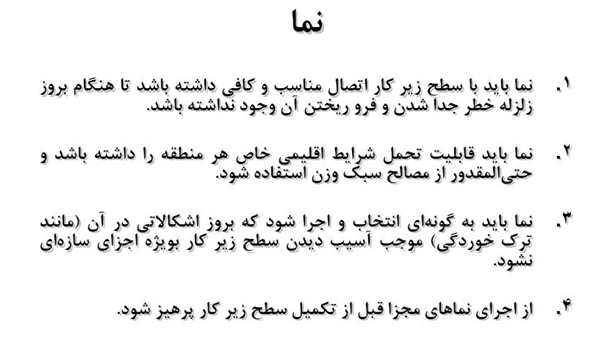 نما
۱. نما باید با سطح زیر کار اتصال مناسب و کافی داشته باشد تا هنگام بروز
زلزله خطر جدا شدن و فرو ریختن آن وجود نداشته باشد.
۲. نما باید قابلیت تحمل شرایط اقلیمی خاص هر منطقه را داشته باشد و
حتی‌المقدور از مصالح سبک وزن استفاده شود.
۳. نما باید به گونه‌ای انتخاب و اجرا شود که بروز اشکالاتی در آن (مانند
ترک خوردگی) موجب آسیب دیدن سطح زیر کار بویژه اجزای سازه‌ای
نشود.
۴. از اجرای نماهای مجزا قبل از تکمیل سطح زیر کار پرهیز شود.